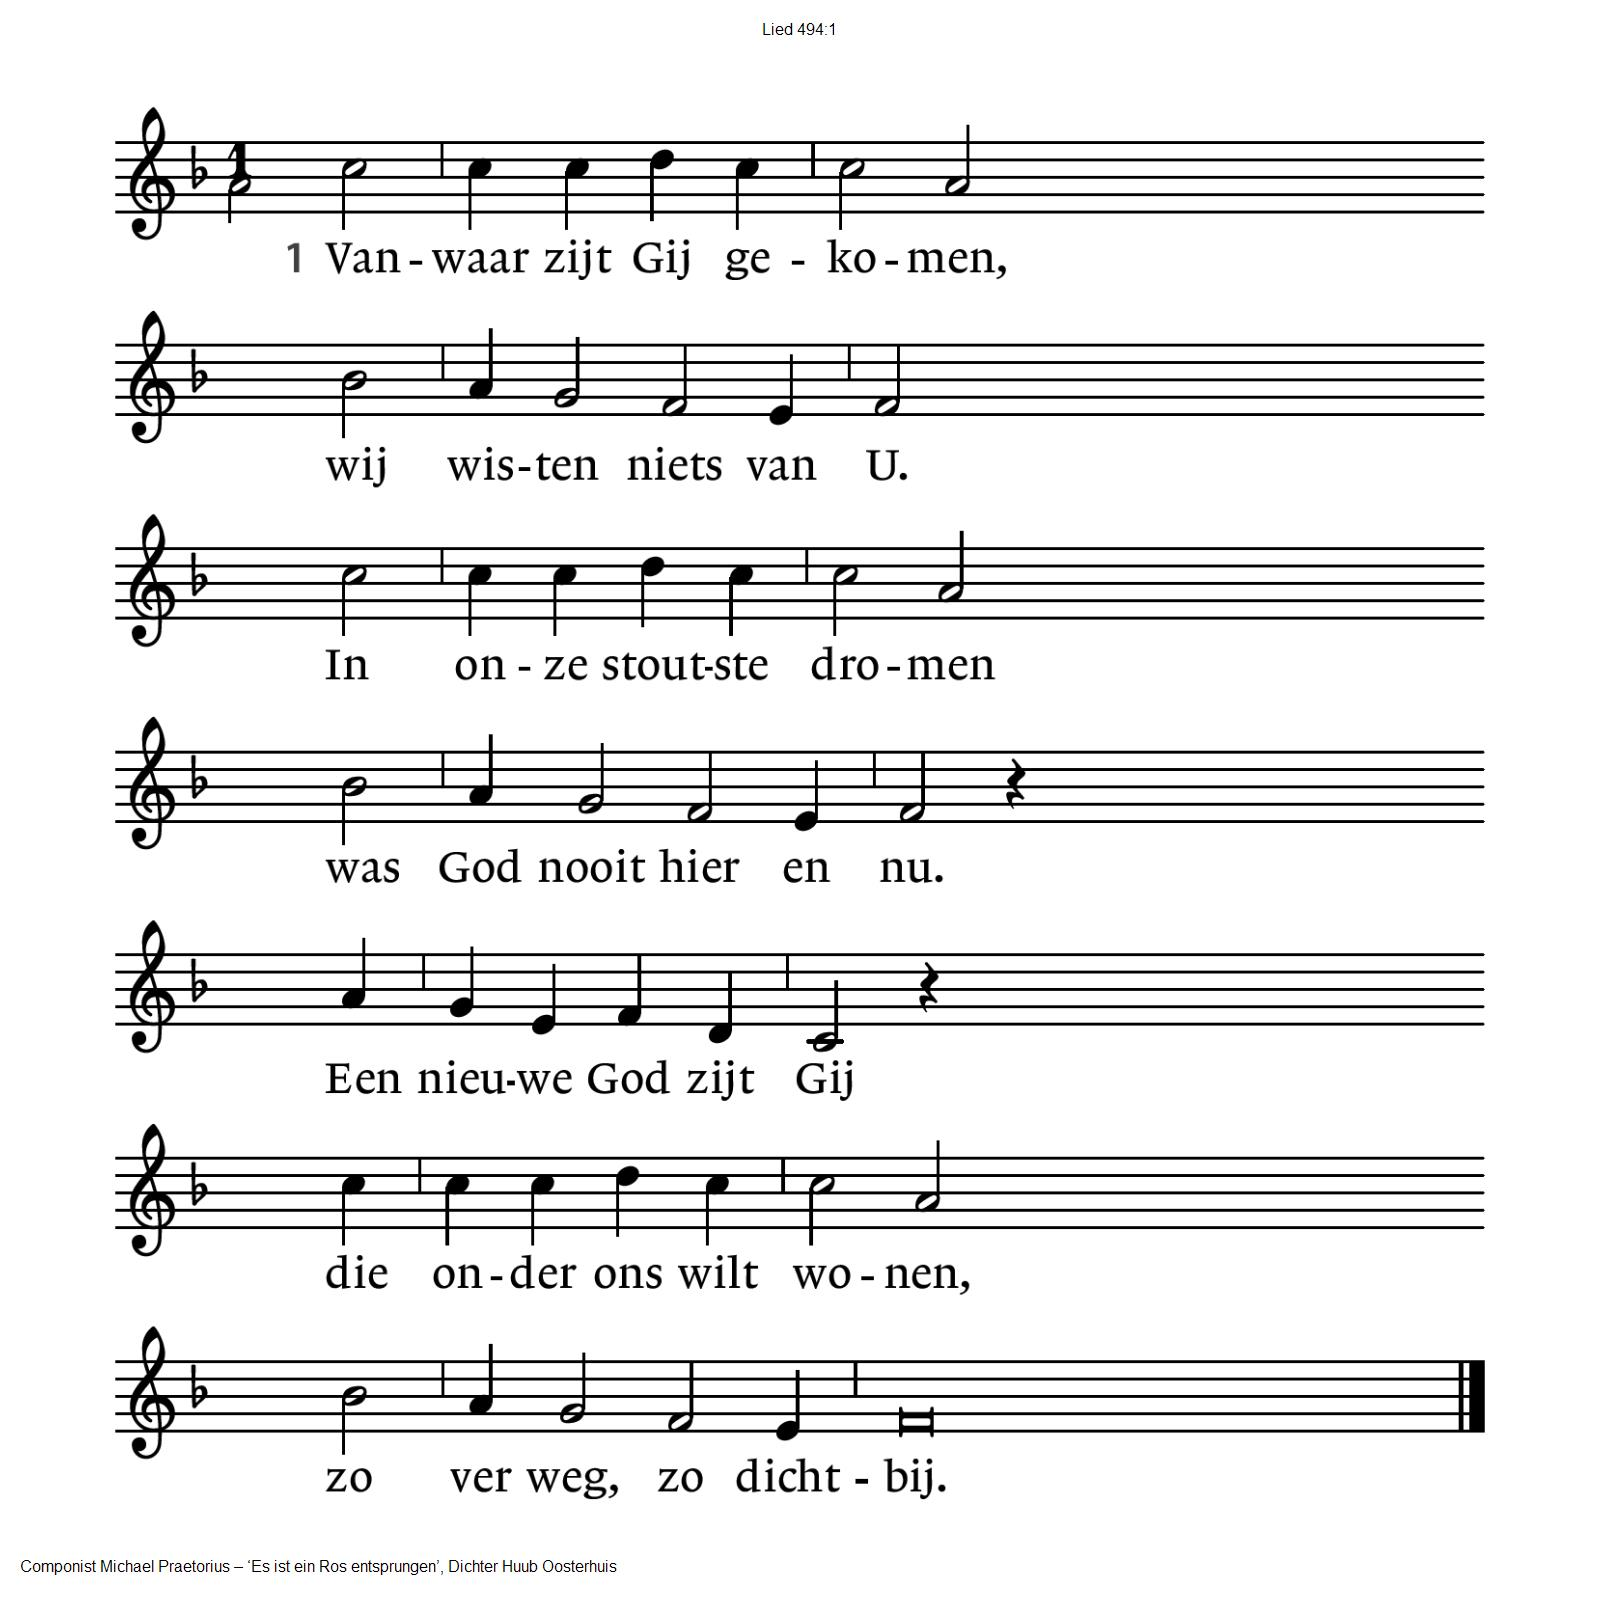 Lied 494:1
1
1 Van-waar zijt Gij ge - ko-men,
wij wis-ten niets van U.
In on - ze stout-ste dro-men
was God nooit hier en nu.
Een nieu-we God zijt Gij
die on-der ons wilt wo - nen,
zo ver weg, zo dicht - bij.
Componist Michael Praetorius – ‘Es ist ein Ros entsprungen’, Dichter Huub Oosterhuis